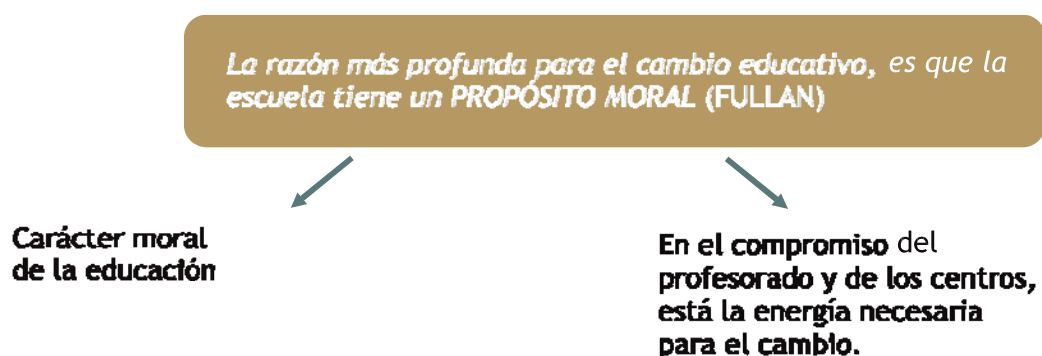 La razón más profunda para el cambio educativo, es que la
escuela tiene un PROPÓSITO MORAL (FULLAN)
Carácter moral
de la educación
En el compromiso del
profesorado y de los centros,
está la energía necesaria
para el cambio.